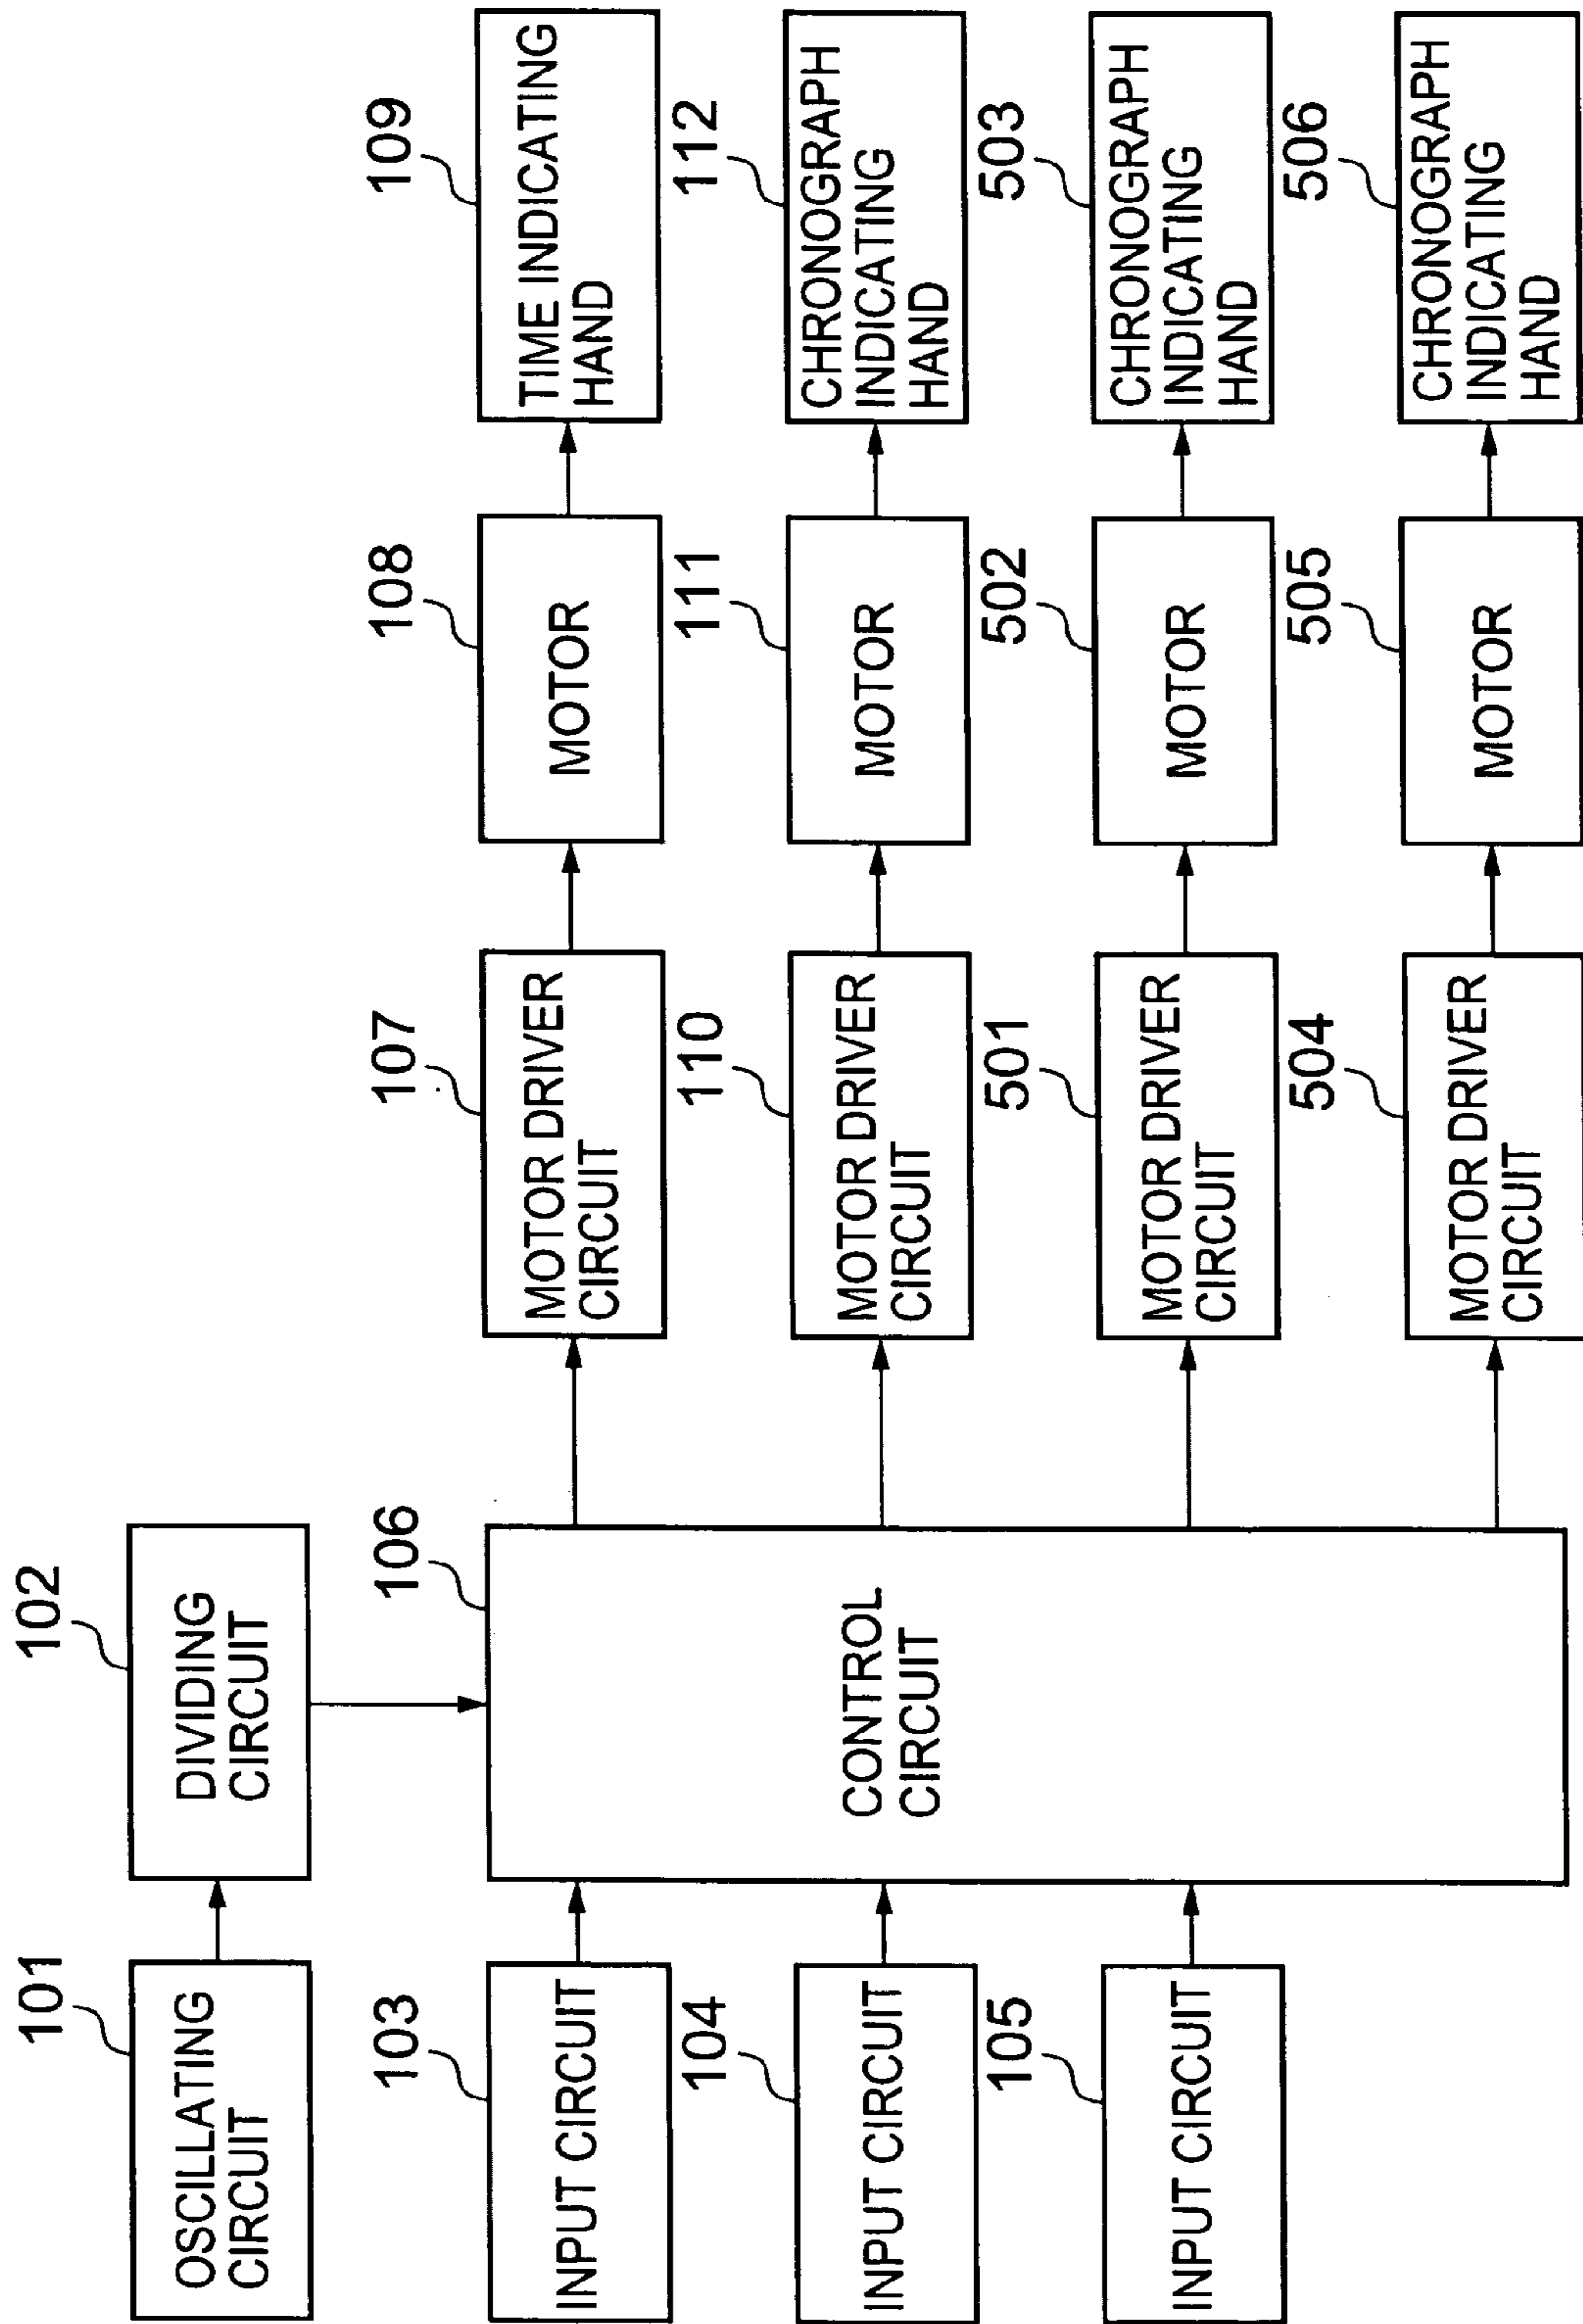 101
OSCILLATING
CIRCUIT
102
DIVIDING
CIRCUIT
103
INPUT CIRCUIT
106
CONTROL
CIRCUIT
107
MOTOR DRIVER
CIRCUIT
108
MOTOR
109
TIME INDICATING
HAND
104
INPUT CIRCUIT
110
MOTOR DRIVER
CIRCUIT
111
MOTOR
112
CHRONOGRAPH
INDICATING
HAND
105
INPUT CIRCUIT
501
MOTOR DRIVER
CIRCUIT
502
MOTOR
503
CHRONOGRAPH
INDICATING
HAND
504
MOTOR DRIVER
CIRCUIT
505
MOTOR
506
CHRONOGRAPH
INDICATING
HAND